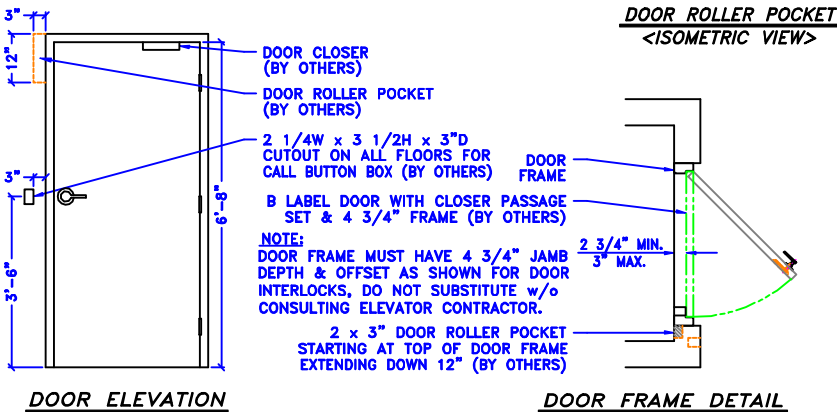 DOOR ROLLER POCKET
<ISOMETRIC VIEW>
3"
12"
DOOR CLOSER
(BY OTHERS)
DOOR ROLLER POCKET
(BY OTHERS)
2 1/4W x 3 1/2H x 3"D
CUTOUT ON ALL FLOORS FOR
CALL BUTTON BOX (BY OTHERS)
3"
6'-8"
3'-6"
DOOR
FRAME
B LABEL DOOR WITH CLOSER PASSAGE
SET & 4 3/4" FRAME (BY OTHERS)
NOTE:
DOOR FRAME MUST HAVE 4 3/4" JAMB
DEPTH & OFFSET AS SHOWN FOR DOOR
INTERLOCKS, DO NOT SUBSTITUTE w/o
CONSULTING ELEVATOR CONTRACTOR.
2 3/4" MIN.
3" MAX.
2 x 3" DOOR ROLLER POCKET
STARTING AT TOP OF DOOR FRAME
EXTENDING DOWN 12" (BY OTHERS)
DOOR ELEVATION
DOOR FRAME DETAIL